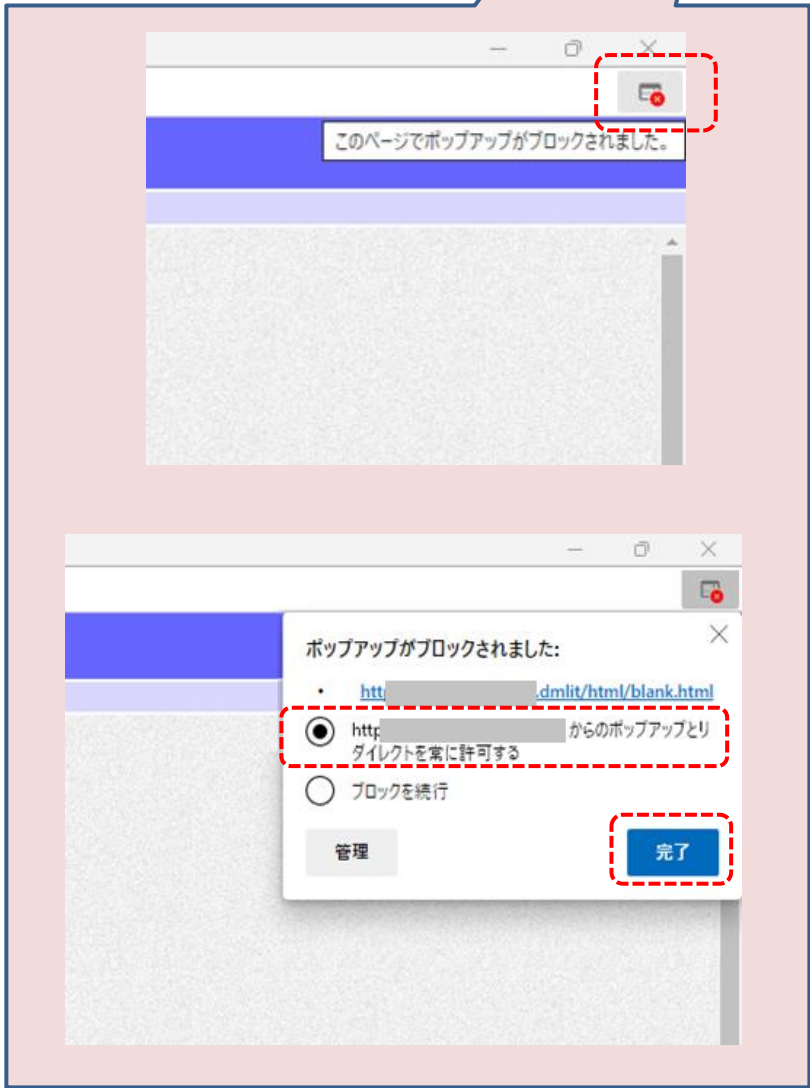 このページでポップアップがブロックされました。
ポップアップがブロックされました:
・ htt .dmlit/html/blank.html
http からのポップアップとリ
ダイレクトを常に許可する
ブロックを続行
管理 完了